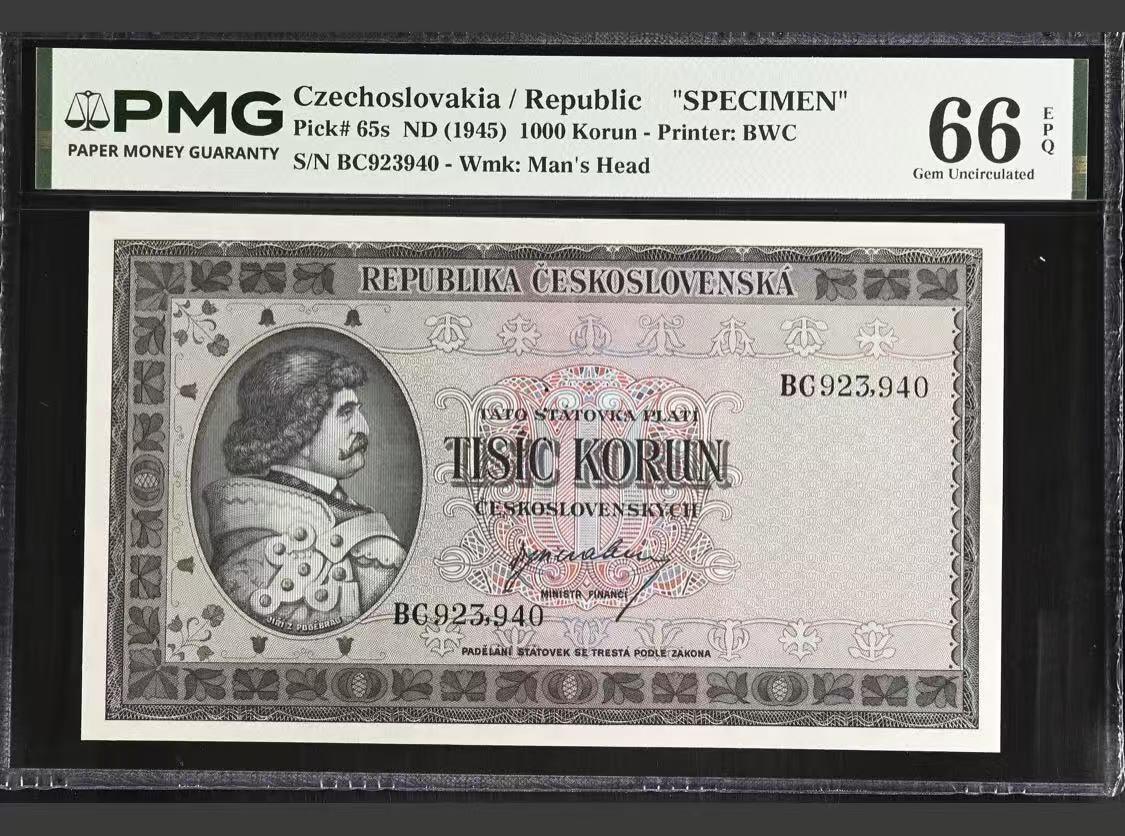 PMG
PAPER MONEY GUARANTY
Czechoslovakia / Republic "SPECIMEN"
Pick# 65s ND (1945) 1000 Korun - Printer: BWC
S/N BC923940 - Wmk: Man's Head
66 EPQ
Gem Uncirculated
REPUBLIKA ČESKOSLOVENSKÁ
BC923,940
TATO STÁTOVKA PLATÍ
TISÍC KORUN
ČESKOSLOVENSKÝCH
MINISTR FINANCÍ
BC923,940
JIŘÍ Z PODĚBRAD
PADĚLÁNÍ STÁTOVEK SE TRESTÁ PODLE ZÁKONA